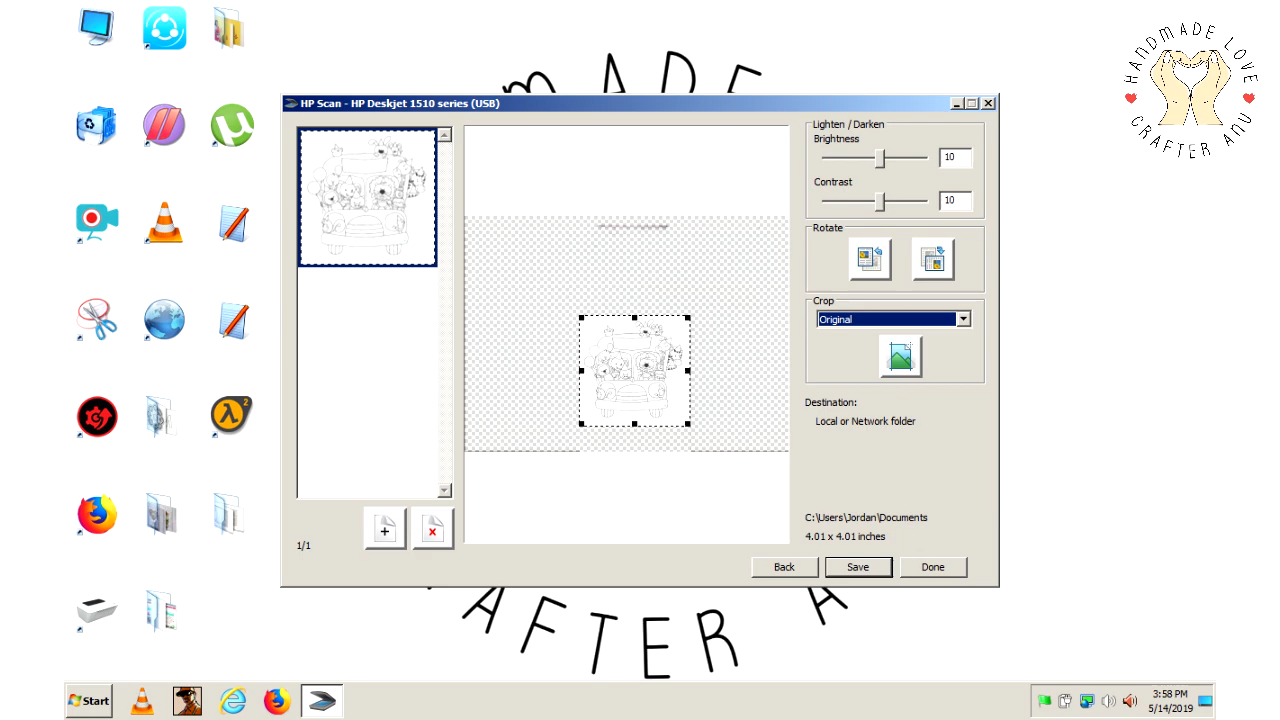 MADE
HANDMADE LOVE
CRAFTER ANU
HP Scan - HP Deskjet 1510 series (USB)
Lighten / Darken
Brightness
10
Contrast
10
Rotate
Crop
Original
Destination:
Local or Network folder
C:\Users\Jordan\Documents
4.01 x 4.01 inches
1/1
Back Save Done
AFTER A
Start
3:58 PM
5/14/2019